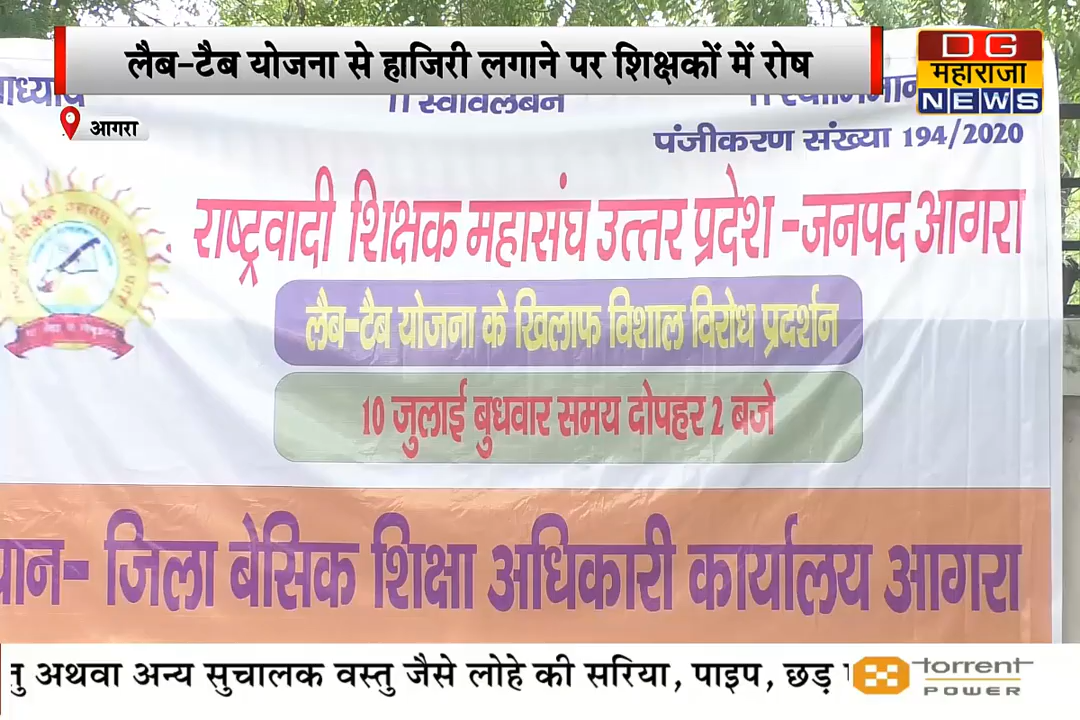 लैब-टैब योजना से हाजिरी लगाने पर शिक्षकों में रोष
DG
महाराजा
NEWS
आगरा
।। स्वावलंबन
पंजीकरण संख्या 194/2020
राष्ट्रवादी शिक्षक महासंघ उत्तर प्रदेश -जनपद आगरा
लैब-टैब योजना के खिलाफ विशाल विरोध प्रदर्शन
10 जुलाई बुधवार समय दोपहर 2 बजे
जिला बेसिक शिक्षा अधिकारी कार्यालय आगरा
अथवा अन्य सुचालक वस्तु जैसे लोहे की सरिया, पाइप, छड़
torrent
POWER